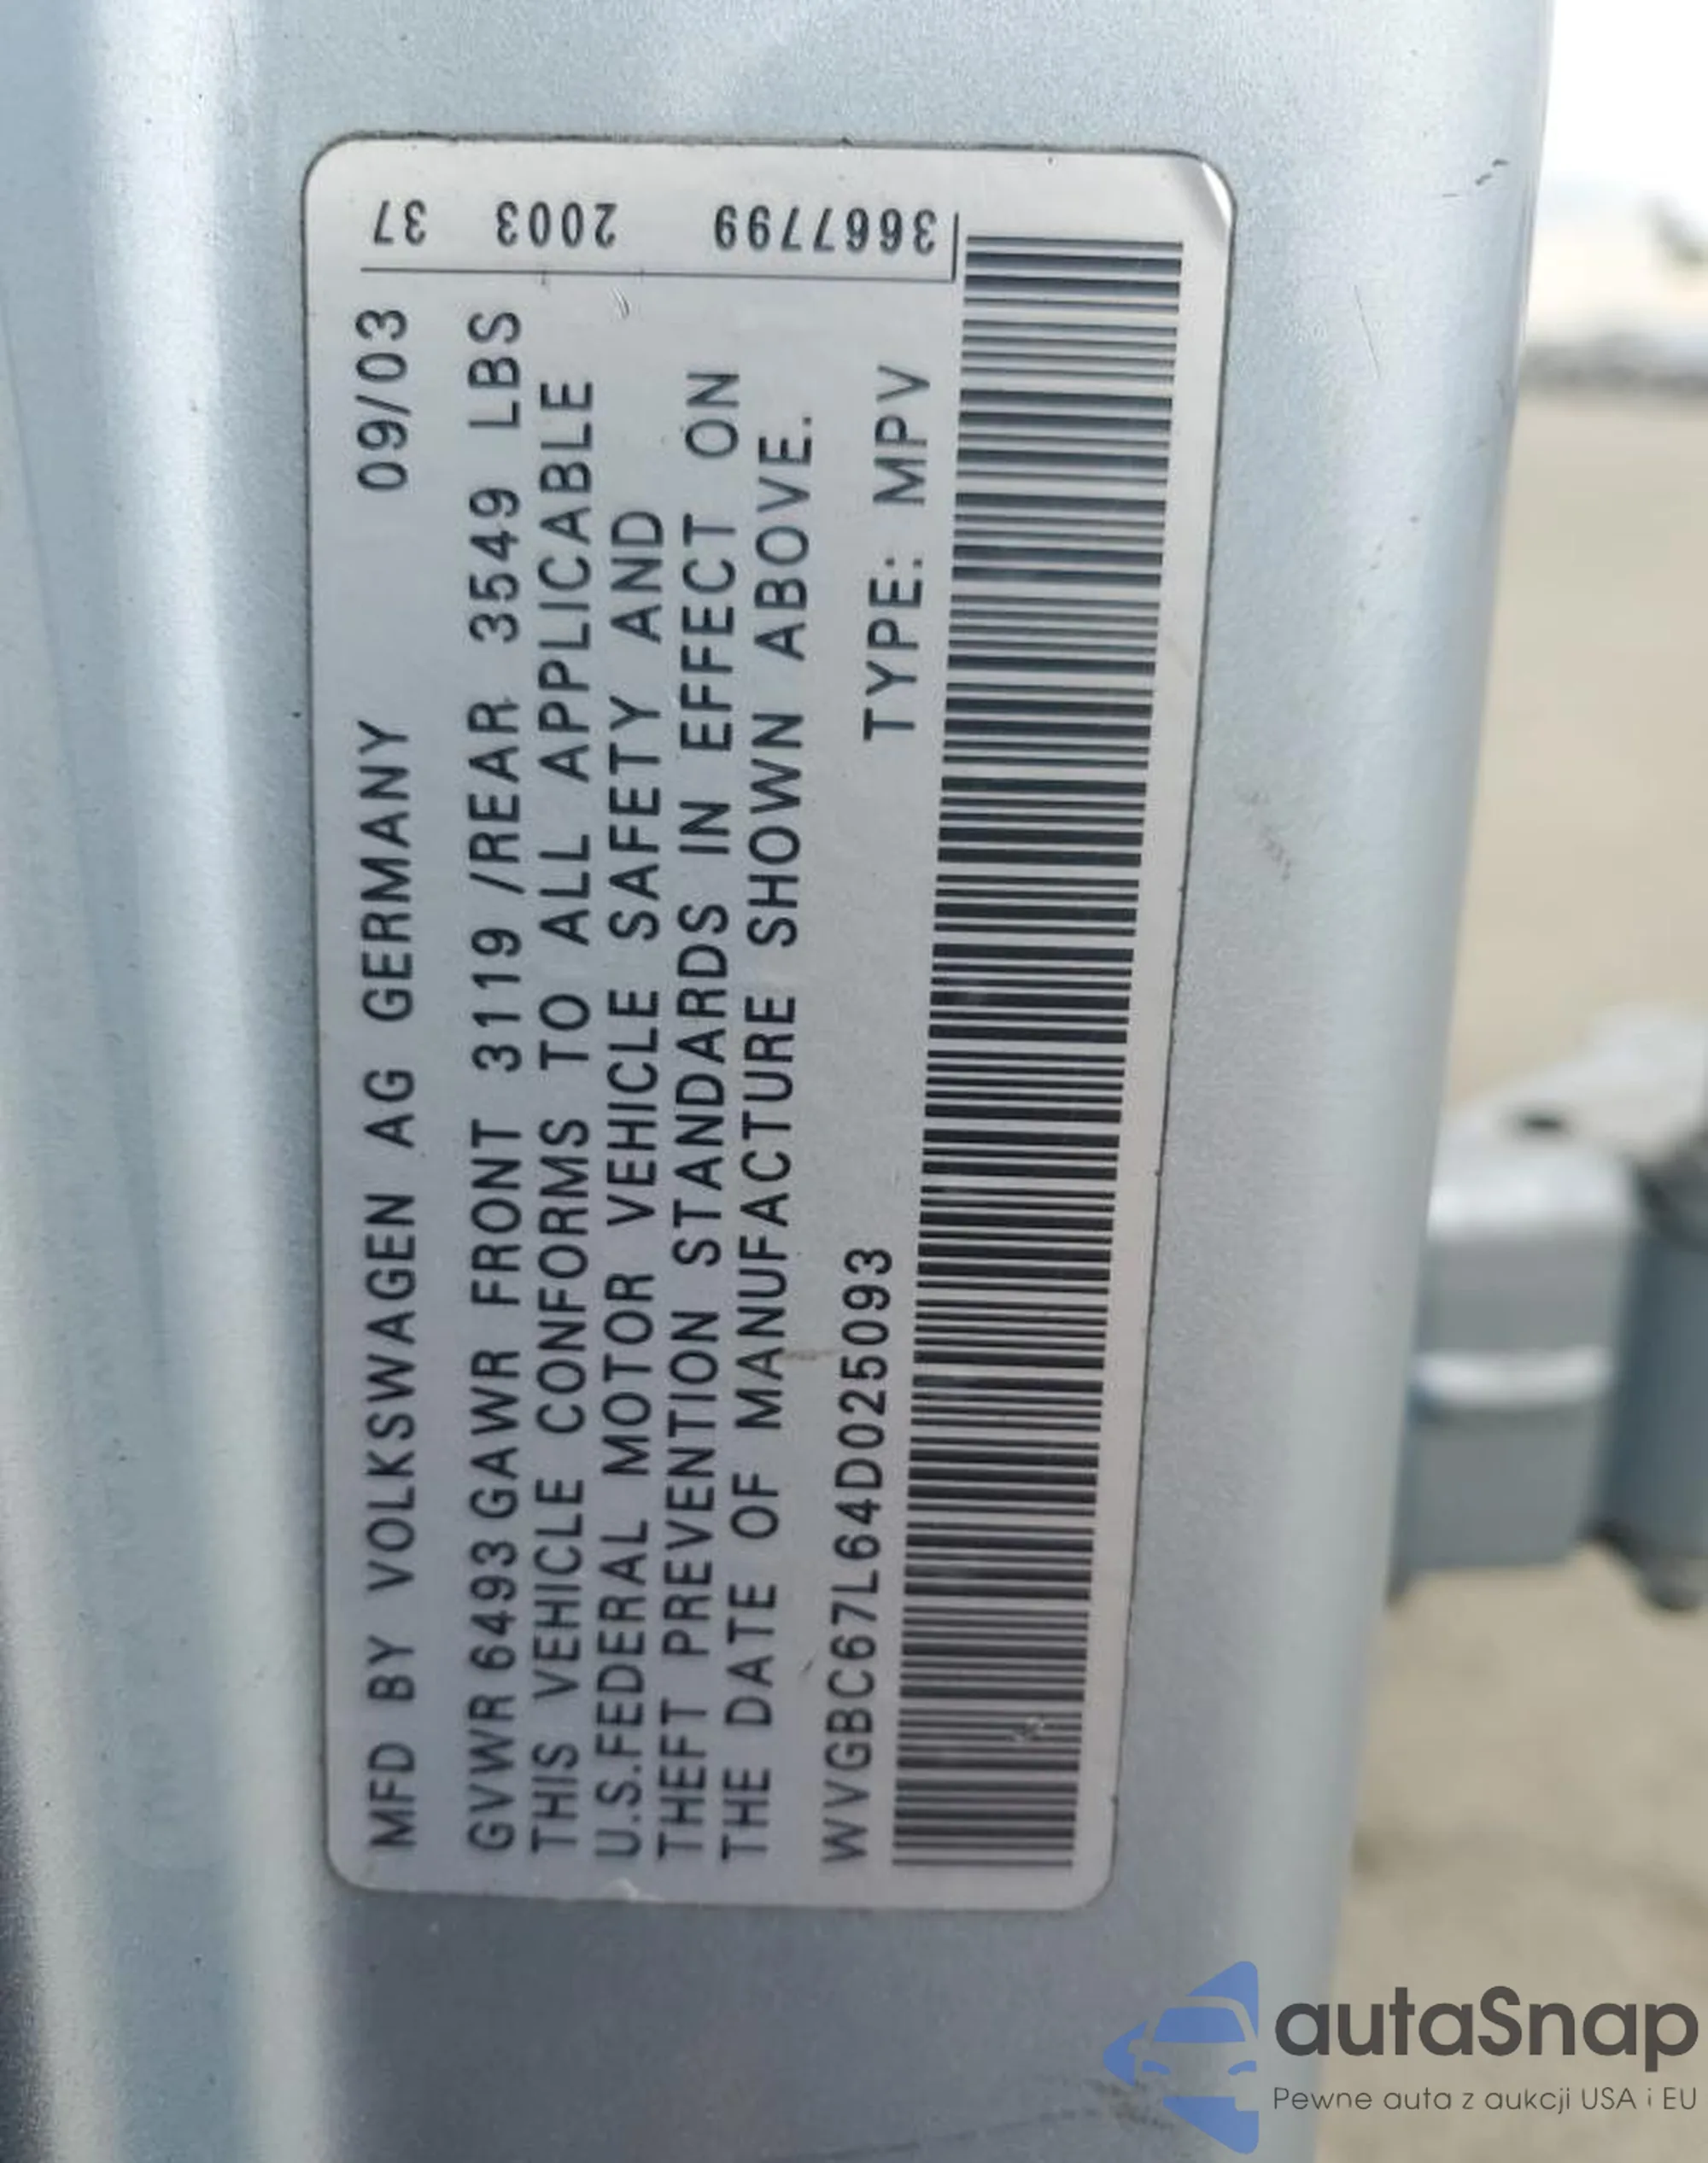 MFD BY VOLKSWAGEN AG GERMANY 09/03
GVWR 6493 GAWR FRONT 3119 /REAR 3549 LBS
THIS VEHICLE CONFORMS TO ALL APPLICABLE
U.S.FEDERAL MOTOR VEHICLE SAFETY AND
THEFT PREVENTION STANDARDS IN EFFECT ON
THE DATE OF MANUFACTURE SHOWN ABOVE.
WVGBC67L64D025093 TYPE: MPV
37 2003 3667799
autaSnap
Pewne auta z aukcji USA i EU